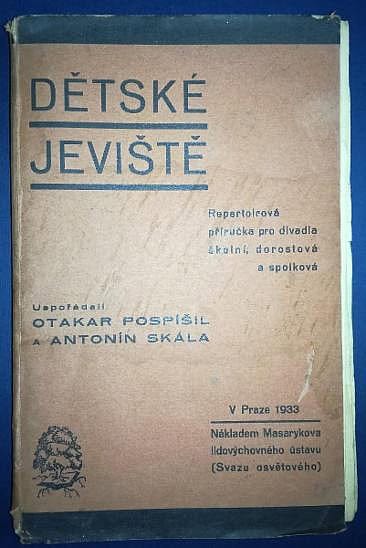 DĚTSKÉ
JEVIŠTĚ
Repertoirová
příručka pro divadla
školní, dorostová
a spolková
Uspořádali
OTAKAR POSPÍŠIL
A ANTONÍN SKÁLA
V Praze 1933
Nákladem Masarykova
lidovýchovného ústavu
(Svazu osvětového)